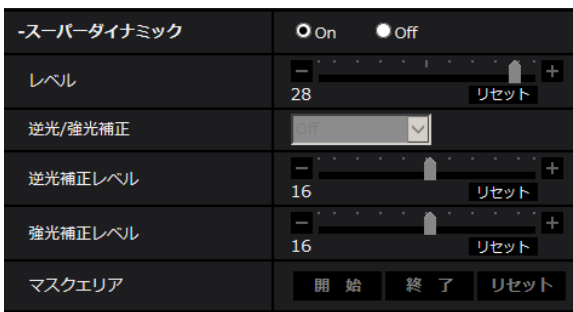 -スーパーダイナミック On Off
レベル − +
28 リセット
逆光/強光補正 Off
逆光補正レベル − +
16 リセット
強光補正レベル − +
16 リセット
マスクエリア 開 始 終 了 リセット